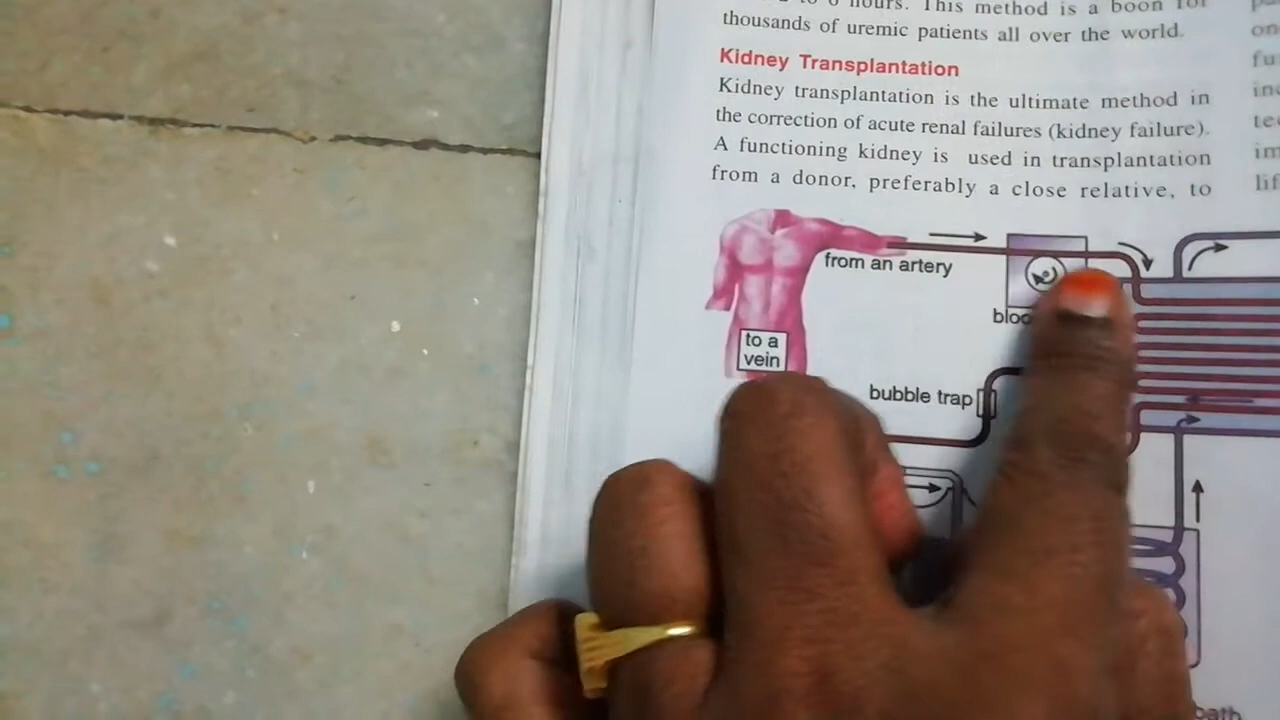 hours. This method is a boon for
thousands of uremic patients all over the world.
Kidney Transplantation
Kidney transplantation is the ultimate method in
the correction of acute renal failures (kidney failure).
A functioning kidney is used in transplantation
from a donor, preferably a close relative, to
from an artery
to a
vein
bubble trap